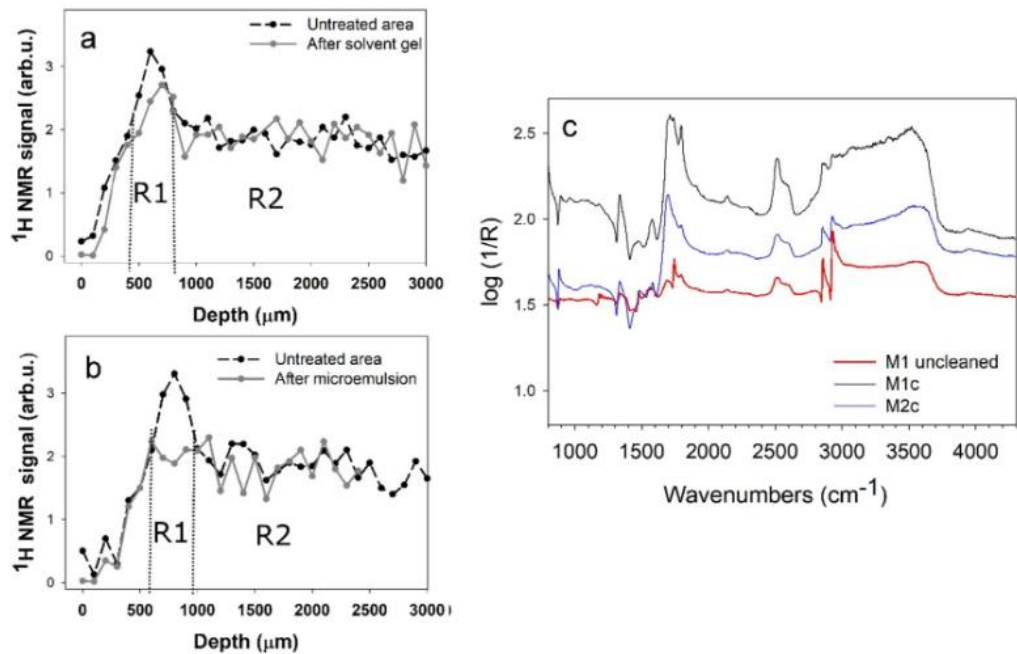 a
Untreated area
After solvent gel
¹H NMR signal (arb.u.)
3
2
1
0
R1
R2
0 500 1000 1500 2000 2500 3000
Depth (μm)
b
Untreated area
After microemulsion
¹H NMR signal (arb.u.)
3
2
1
0
R1
R2
0 500 1000 1500 2000 2500 3000
Depth (μm)
c
log (1/R)
2.5
2.0
1.5
1.0
M1 uncleaned
M1c
M2c
1000 1500 2000 2500 3000 3500 4000
Wavenumbers (cm⁻¹)